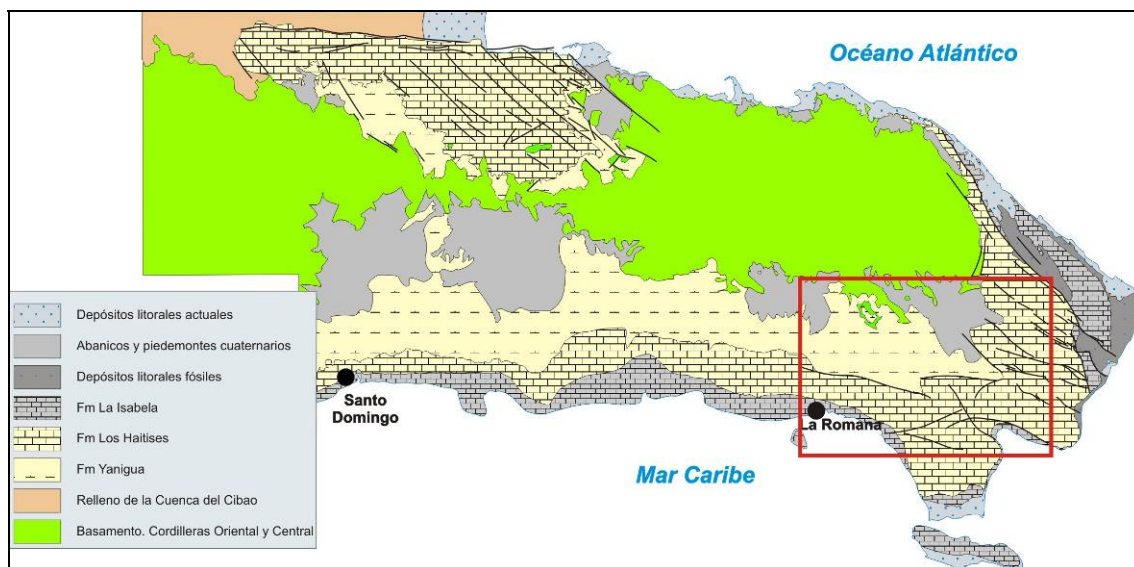 Océano Atlántico
Santo
Domingo
La Romana
Mar Caribe
Depósitos litorales actuales
Abanicos y piedemontes cuaternarios
Depósitos litorales fósiles
Fm La Isabela
Fm Los Haitises
Fm Yanigua
Relleno de la Cuenca del Cibao
Basamento. Cordilleras Oriental y Central